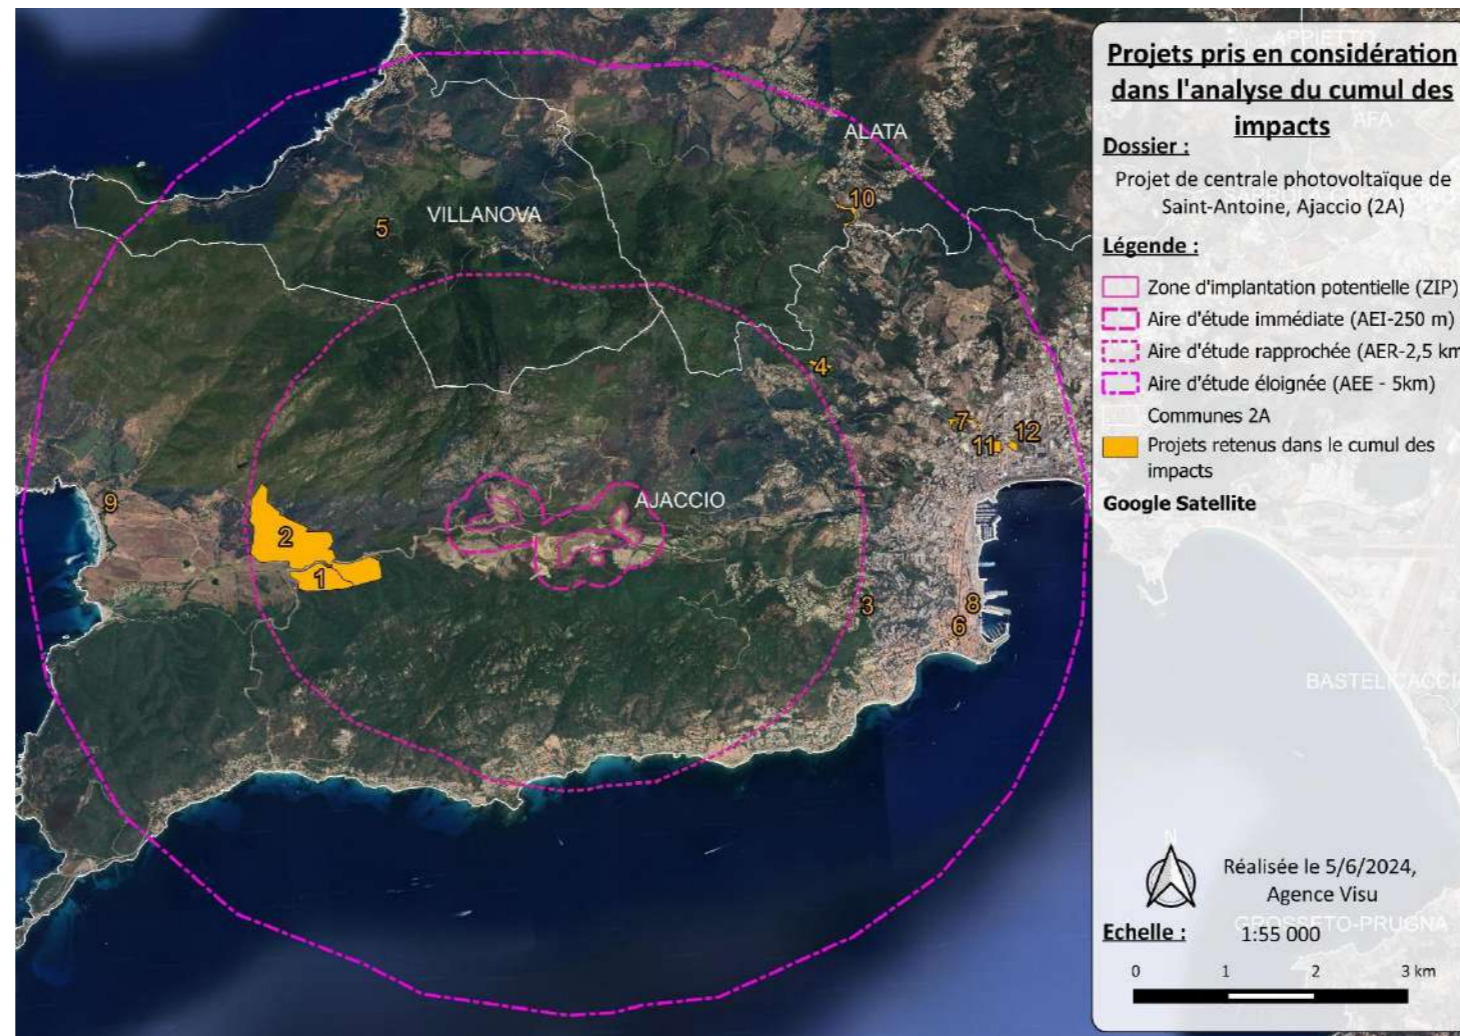 Projets pris en considération
dans l'analyse du cumul des
impacts
Dossier :
Projet de centrale photovoltaïque de
Saint-Antoine, Ajaccio (2A)
Légende :
Zone d'implantation potentielle (ZIP)
Aire d'étude immédiate (AEI-250 m)
Aire d'étude rapprochée (AER-2,5 km
Aire d'étude éloignée (AEE - 5km)
Communes 2A
Projets retenus dans le cumul des
impacts
Google Satellite
APPIETTO
AFA
BASTELICACCI
N
Réalisée le 5/6/2024,
Agence Visu
GROSSETO-PRUGNA
Echelle :
1:55 000
0 1 2 3 km
ALATA
10
VILLANOVA
5
4
7
12
11
9
AJACCIO
2
1
3
8
6